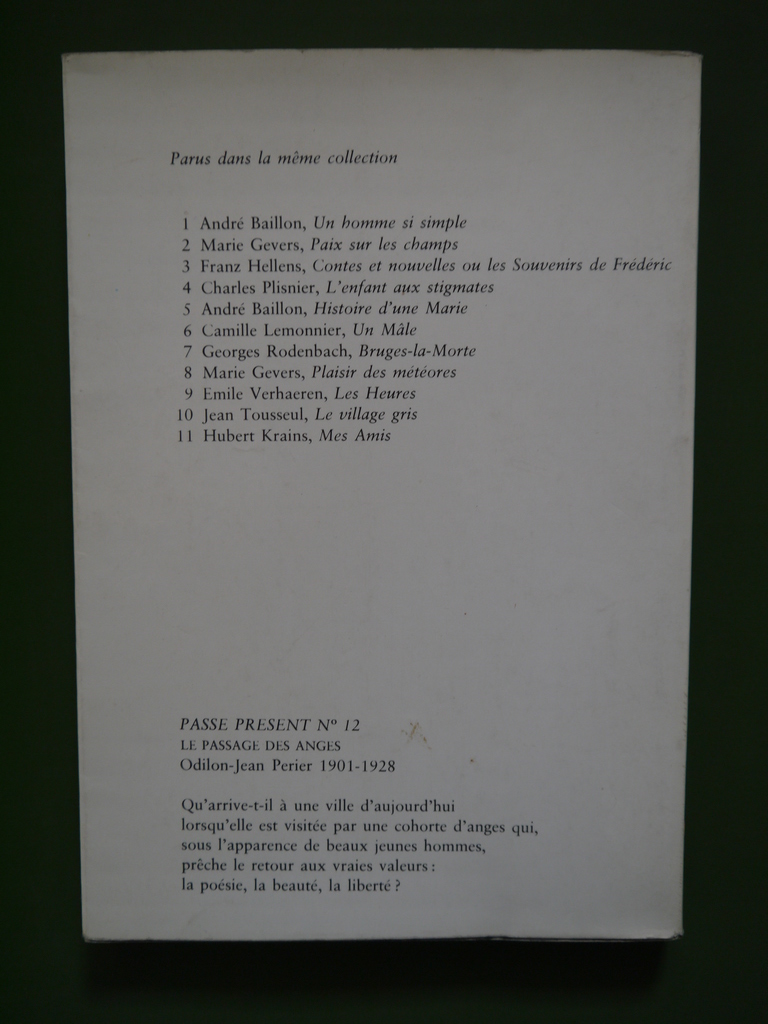 Parus dans la même collection
1 André Baillon, Un homme si simple
2 Marie Gevers, Paix sur les champs
3 Franz Hellens, Contes et nouvelles ou les Souvenirs de Frédéric
4 Charles Plisnier, L'enfant aux stigmates
5 André Baillon, Histoire d'une Marie
6 Camille Lemonnier, Un Mâle
7 Georges Rodenbach, Bruges-la-Morte
8 Marie Gevers, Plaisir des météores
9 Emile Verhaeren, Les Heures
10 Jean Tousseul, Le village gris
11 Hubert Krains, Mes Amis
PASSE PRESENT Nº 12
LE PASSAGE DES ANGES
Odilon-Jean Perier 1901-1928
Qu'arrive-t-il à une ville d'aujourd'hui
lorsqu'elle est visitée par une cohorte d'anges qui,
sous l'apparence de beaux jeunes hommes,
prêche le retour aux vraies valeurs :
la poésie, la beauté, la liberté ?